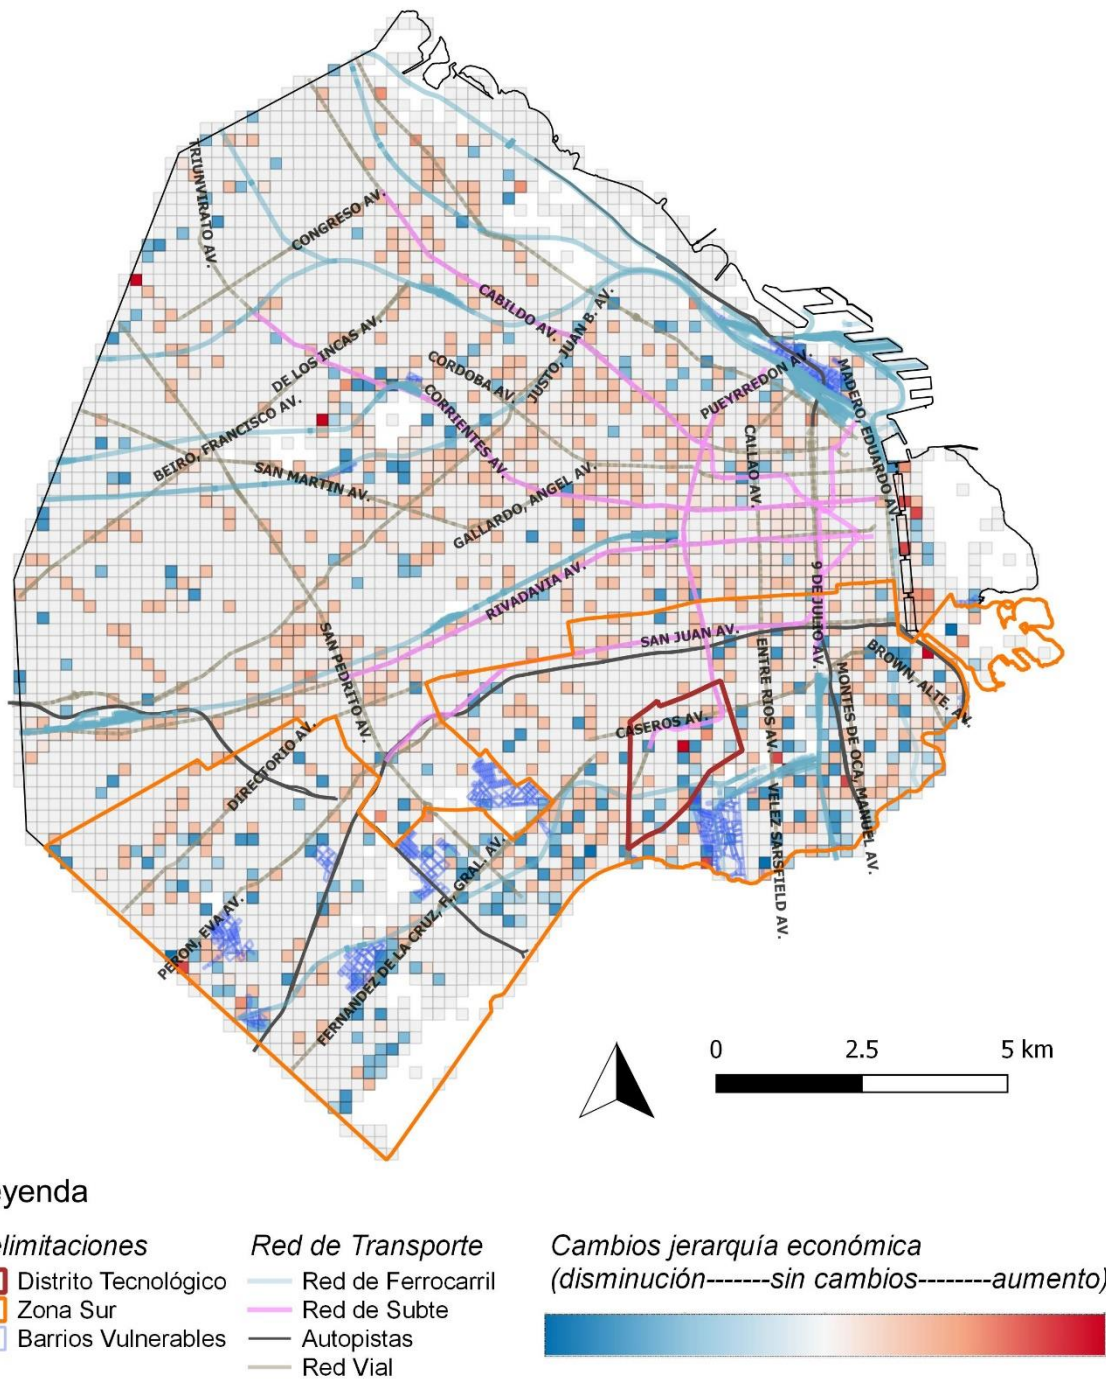 TRIUNVIRATO AV.
CONGRESO AV.
CABILDO AV.
JUSTO, JUAN B. AV.
DE LOS INCAS AV.
CORDOBA AV.
PUEYRREDON AV.
MADERO, EDUARDO AV.
BEIRO, FRANCISCO AV.
CORRIENTES AV.
CALLAO AV.
SAN MARTIN AV.
GALLARDO, ANGEL AV.
RIVADAVIA AV.
9 DE JULIO AV.
SAN PEDRITO AV.
SAN JUAN AV.
ENTRE RIOS AV.
BROWN, ALTE. AV.
CASEROS AV.
MONTES DE OCA, MANUEL AV.
DIRECTORIO AV.
VELEZ SARSFIELD AV.
PERON, EVA AV.
FERNANDEZ DE LA CRUZ, F., GRAL. AV.
0 2.5 5 km
eyenda
elimitaciones
Distrito Tecnológico
Zona Sur
Barrios Vulnerables
Red de Transporte
Red de Ferrocarril
Red de Subte
Autopistas
Red Vial
Cambios jerarquía económica
(disminución-------sin cambios--------aumento)